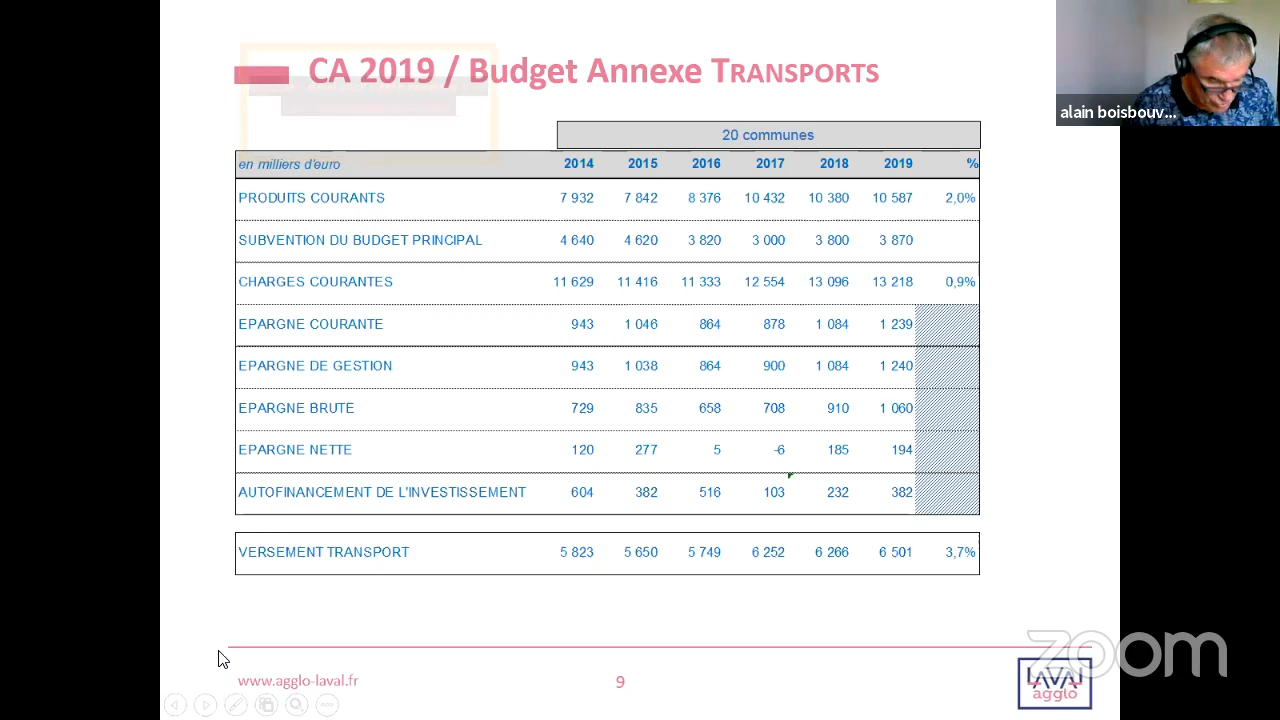 CA 2019 / Budget Annexe TRANSPORTS
alain boisbouv...
20 communes
en milliers d'euro 2014 2015 2016 2017 2018 2019 %
PRODUITS COURANTS 7 932 7 842 8 376 10 432 10 380 10 587 2,0%
SUBVENTION DU BUDGET PRINCIPAL 4 640 4 620 3 820 3 000 3 800 3 870
CHARGES COURANTES 11 629 11 416 11 333 12 554 13 096 13 218 0,9%
EPARGNE COURANTE 943 1 046 864 878 1 084 1 239
EPARGNE DE GESTION 943 1 038 864 900 1 084 1 240
EPARGNE BRUTE 729 835 658 708 910 1 060
EPARGNE NETTE 120 277 5 -6 185 194
AUTOFINANCEMENT DE L'INVESTISSEMENT 604 382 516 103 232 382
VERSEMENT TRANSPORT 5 823 5 650 5 749 6 252 6 266 6 501 3,7%
www.agglo-laval.fr
9
zoom
LAVAL
agglo